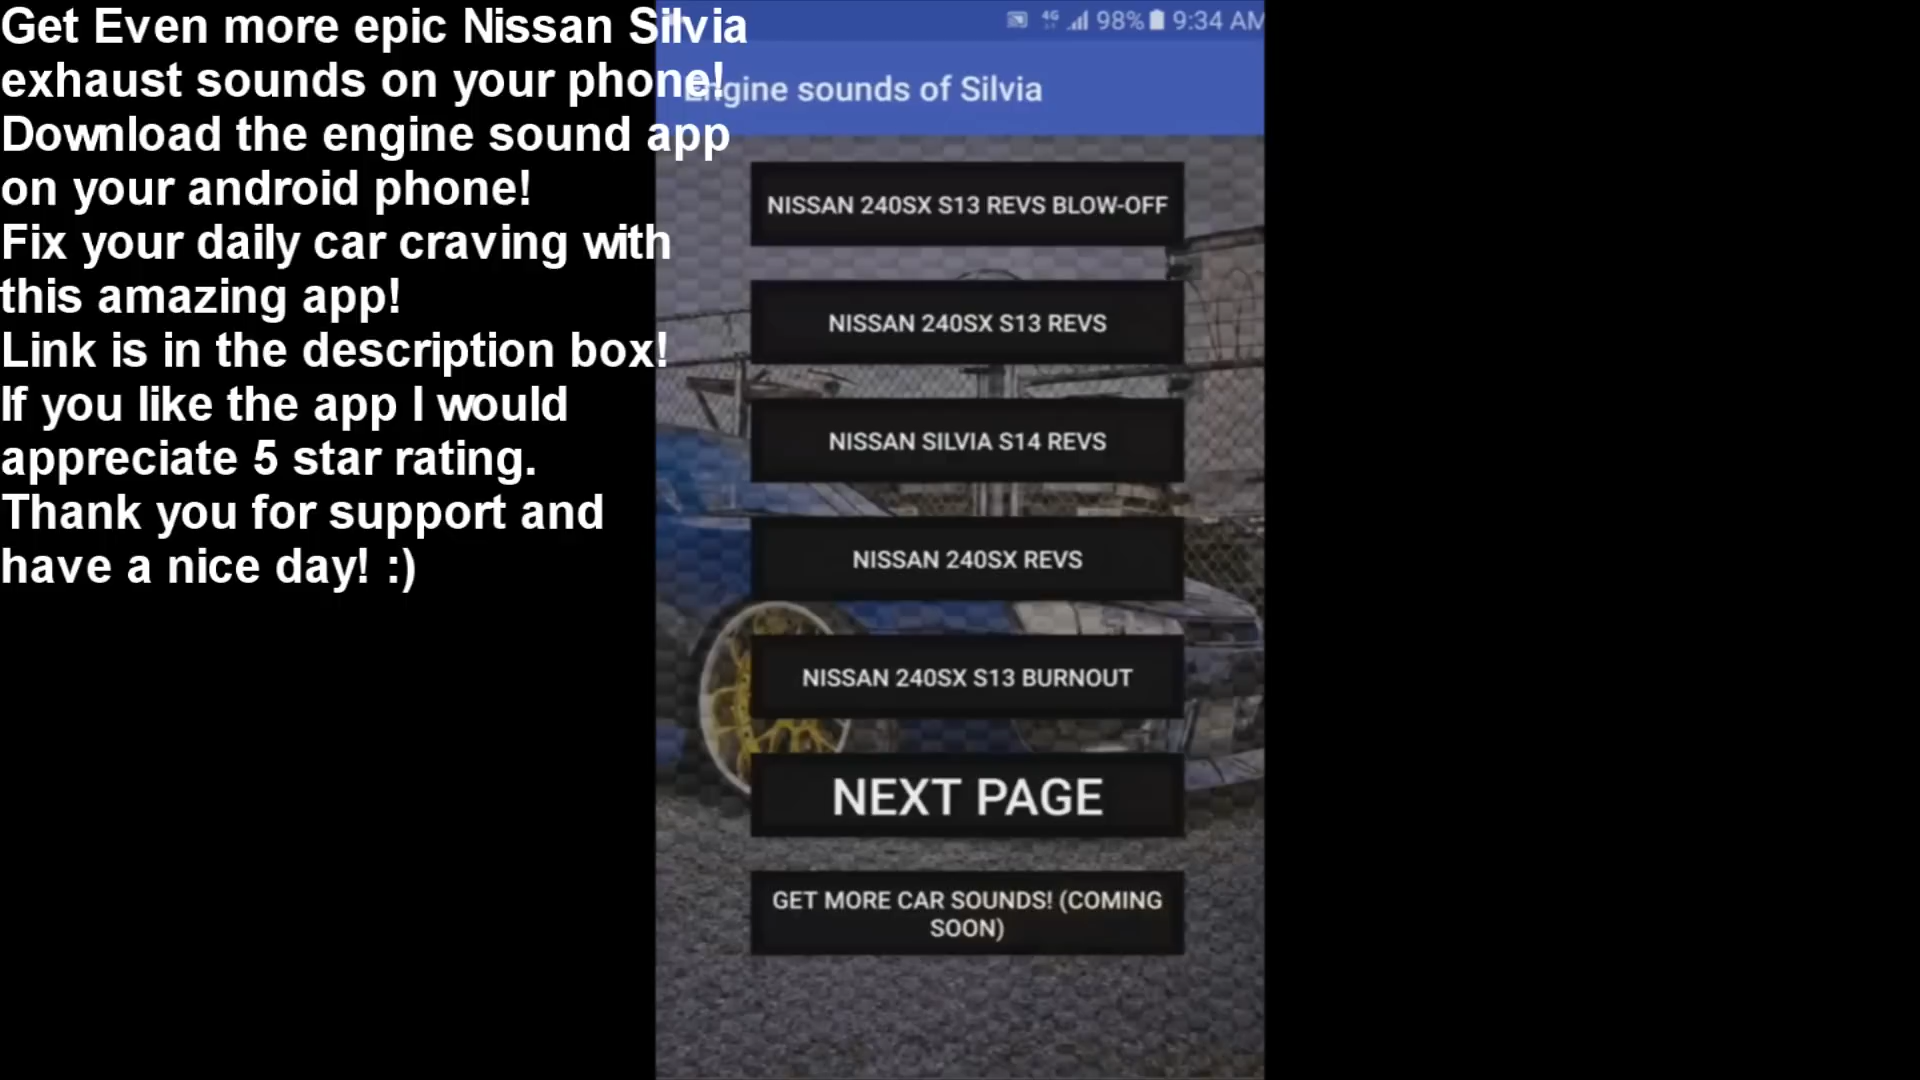 Get Even more epic Nissan Silvia
exhaust sounds on your phone!
Download the engine sound app
on your android phone!
Fix your daily car craving with
this amazing app!
Link is in the description box!
If you like the app I would
appreciate 5 star rating.
Thank you for support and
have a nice day! :)
4G 98% 9:34 AM
Engine sounds of Silvia
NISSAN 240SX S13 REVS BLOW-OFF
NISSAN 240SX S13 REVS
NISSAN SILVIA S14 REVS
NISSAN 240SX REVS
NISSAN 240SX S13 BURNOUT
NEXT PAGE
GET MORE CAR SOUNDS! (COMING
SOON)